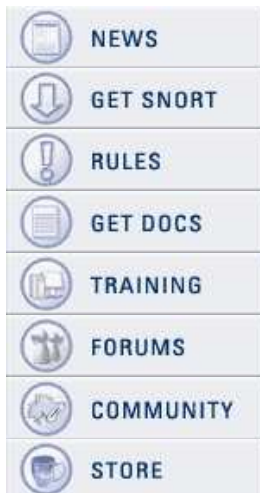 NEWS
GET SNORT
RULES
GET DOCS
TRAINING
FORUMS
COMMUNITY
STORE